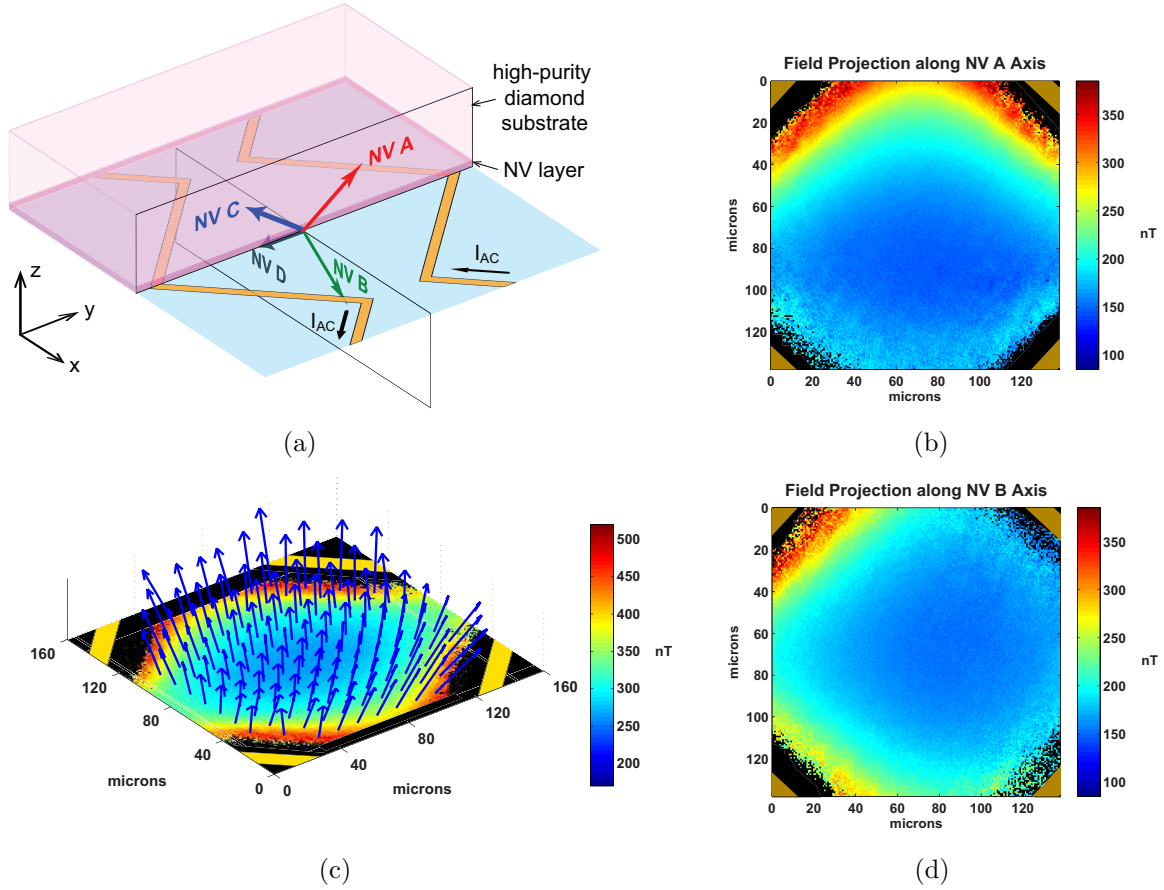 high-purity
diamond
substrate
NV layer
NV A
NV C
NV D
NV B
I_AC
I_AC
z
y
x
(a)
Field Projection along NV A Axis
0
20
40
60
80
100
120
microns
0 20 40 60 80 100 120
microns
350
300
250
200
150
100
nT
(b)
160
120
80
40
0
microns
0
40
80
120
160
microns
500
450
400
350
300
250
200
nT
(c)
Field Projection along NV B Axis
0
20
40
60
80
100
120
microns
0 20 40 60 80 100 120
microns
350
300
250
200
150
100
nT
(d)